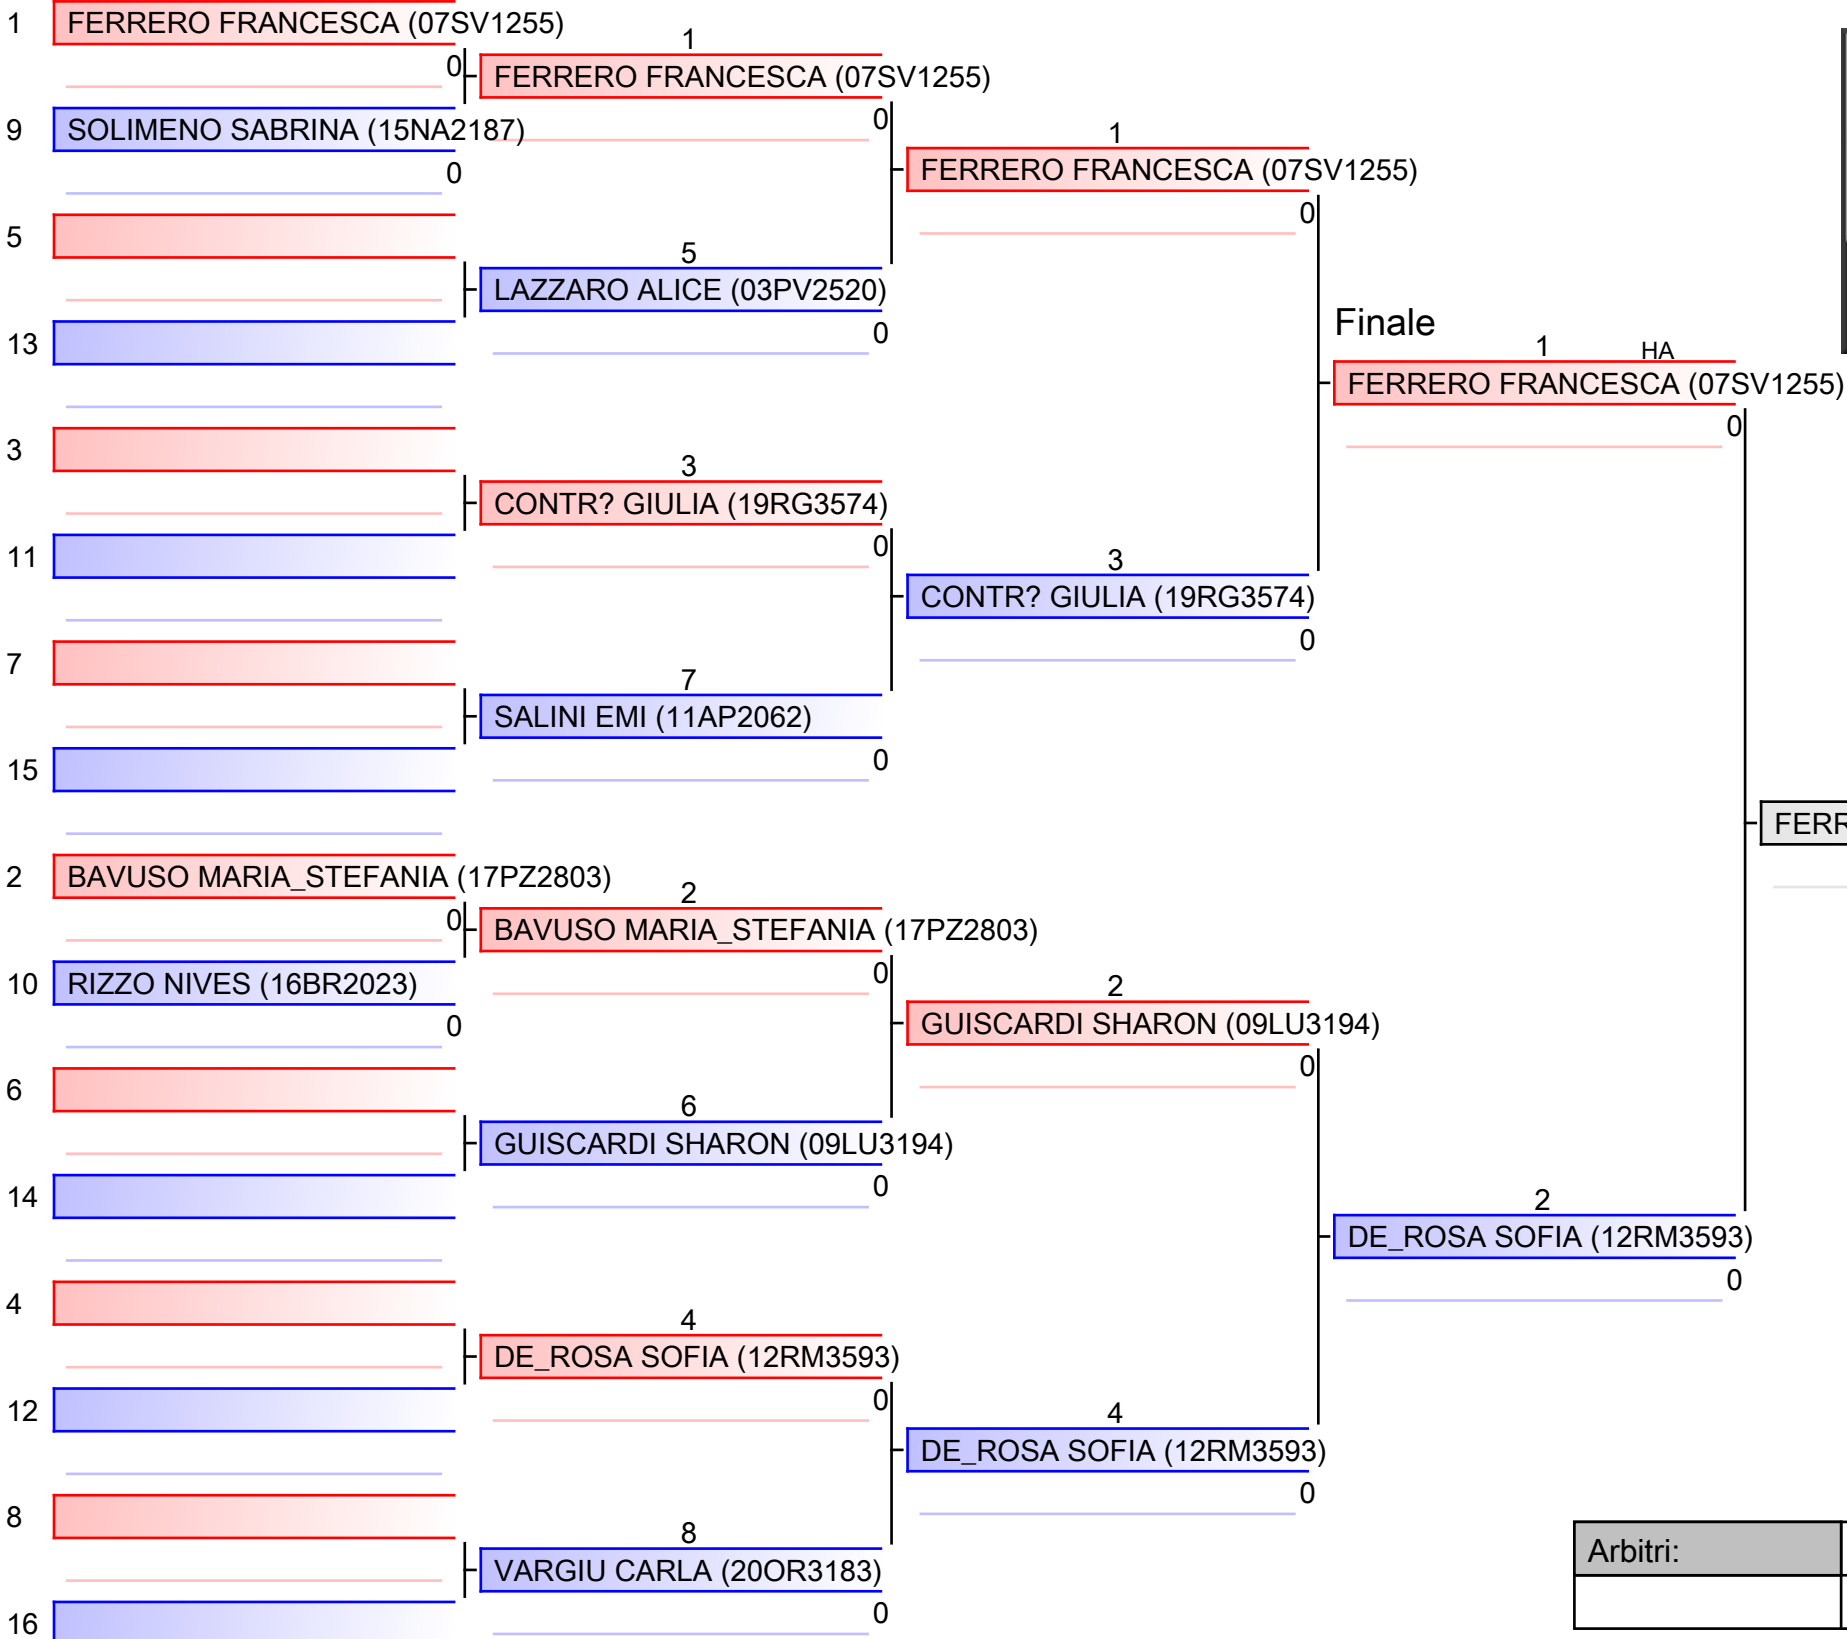 1 FERRERO FRANCESCA (07SV1255)
0
9 SOLIMENO SABRINA (15NA2187)
0
5
13
3
11
7
15
2 BAVUSO MARIA_STEFANIA (17PZ2803)
0
10 RIZZO NIVES (16BR2023)
0
6
14
4
12
8
16
1
FERRERO FRANCESCA (07SV1255)
0
5
LAZZARO ALICE (03PV2520)
0
3
CONTR? GIULIA (19RG3574)
0
7
SALINI EMI (11AP2062)
0
2
BAVUSO MARIA_STEFANIA (17PZ2803)
0
6
GUISCARDI SHARON (09LU3194)
0
4
DE_ROSA SOFIA (12RM3593)
0
8
VARGIU CARLA (20OR3183)
0
1
FERRERO FRANCESCA (07SV1255)
0
3
CONTR? GIULIA (19RG3574)
0
2
GUISCARDI SHARON (09LU3194)
0
4
DE_ROSA SOFIA (12RM3593)
0
Finale
1 HA
FERRERO FRANCESCA (07SV1255)
0
2
DE_ROSA SOFIA (12RM3593)
0
FERR
Arbitri: